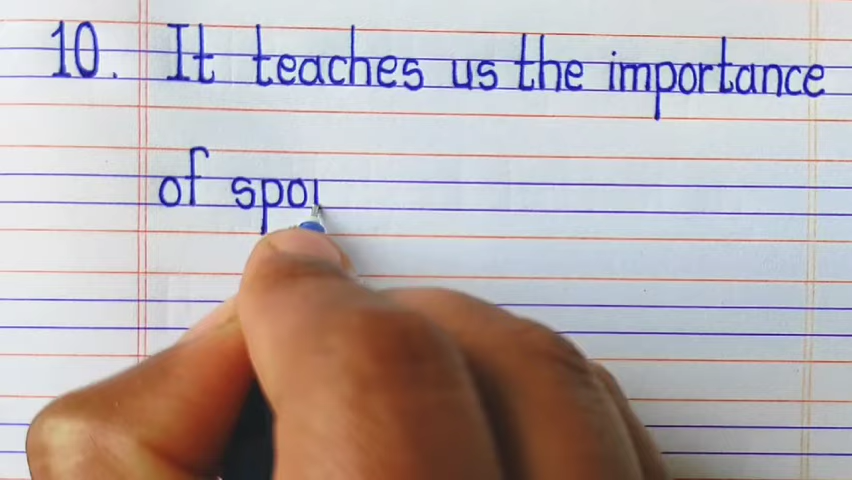 10. It teaches us the importance
of spo